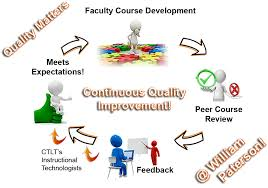 Faculty Course Development
Quality Matters
Meets
Expectations!
Continuous Quality
Improvement!
Peer Course
Review
CTLT's
Instructional
Technologists
Feedback
@ William
Paterson!